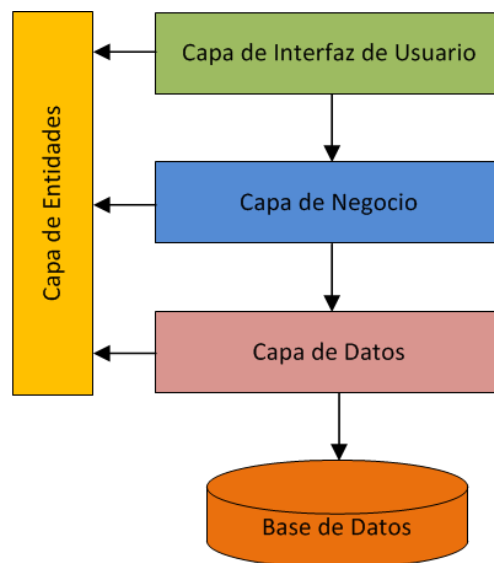 Capa de Interfaz de Usuario
Capa de Entidades
Capa de Negocio
Capa de Datos
Base de Datos